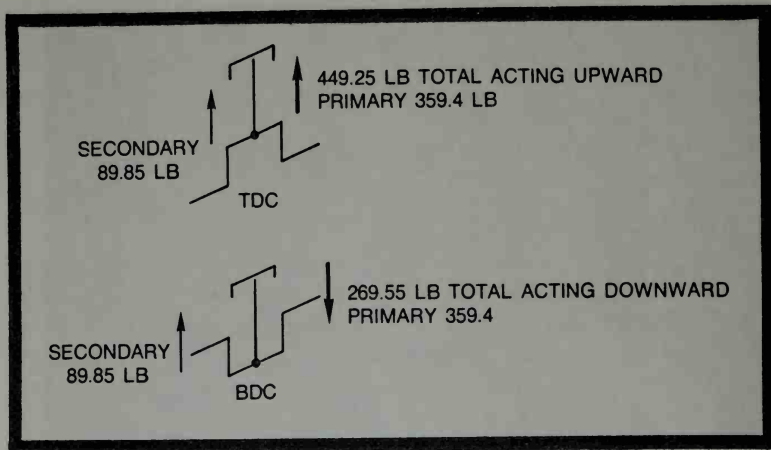 449.25 LB TOTAL ACTING UPWARD
PRIMARY 359.4 LB
SECONDARY
89.85 LB
TDC
269.55 LB TOTAL ACTING DOWNWARD
PRIMARY 359.4
SECONDARY
89.85 LB
BDC